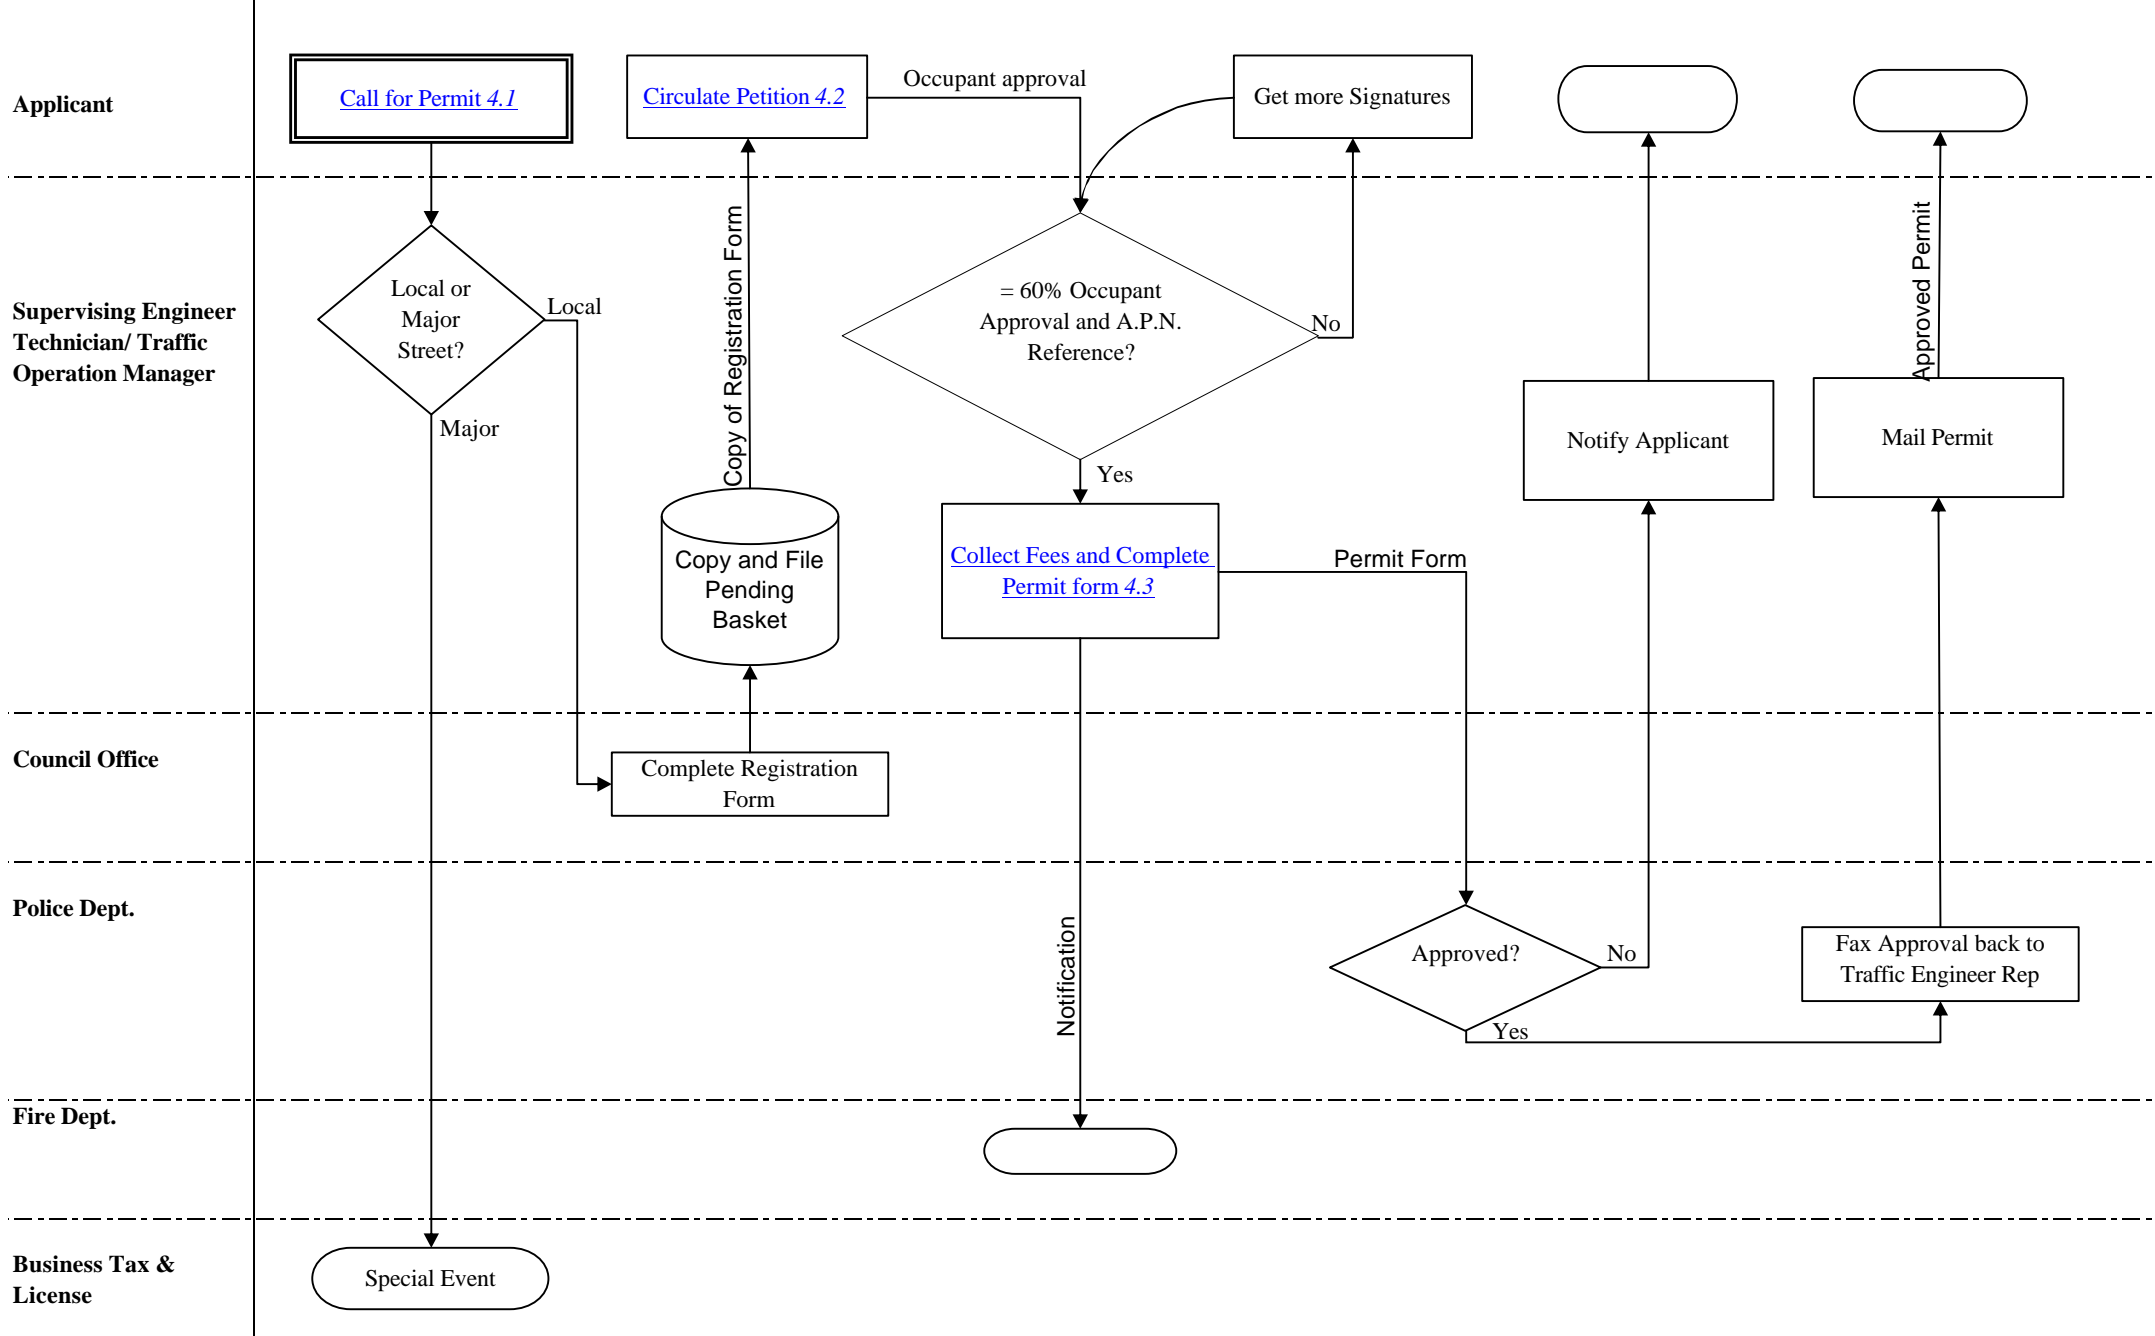 Applicant
Call for Permit 4.1
Circulate Petition 4.2
Occupant approval
Get more Signatures
Supervising Engineer
Technician/ Traffic
Operation Manager
Local or
Major
Street?
Local
Major
Copy of Registration Form
Copy and File
Pending
Basket
= 60% Occupant
Approval and A.P.N.
Reference?
No
Yes
Collect Fees and Complete
Permit form 4.3
Permit Form
Notify Applicant
Approved Permit
Mail Permit
Council Office
Complete Registration
Form
Police Dept.
Notification
Approved?
No
Yes
Fax Approval back to
Traffic Engineer Rep
Fire Dept.
Business Tax &
License
Special Event